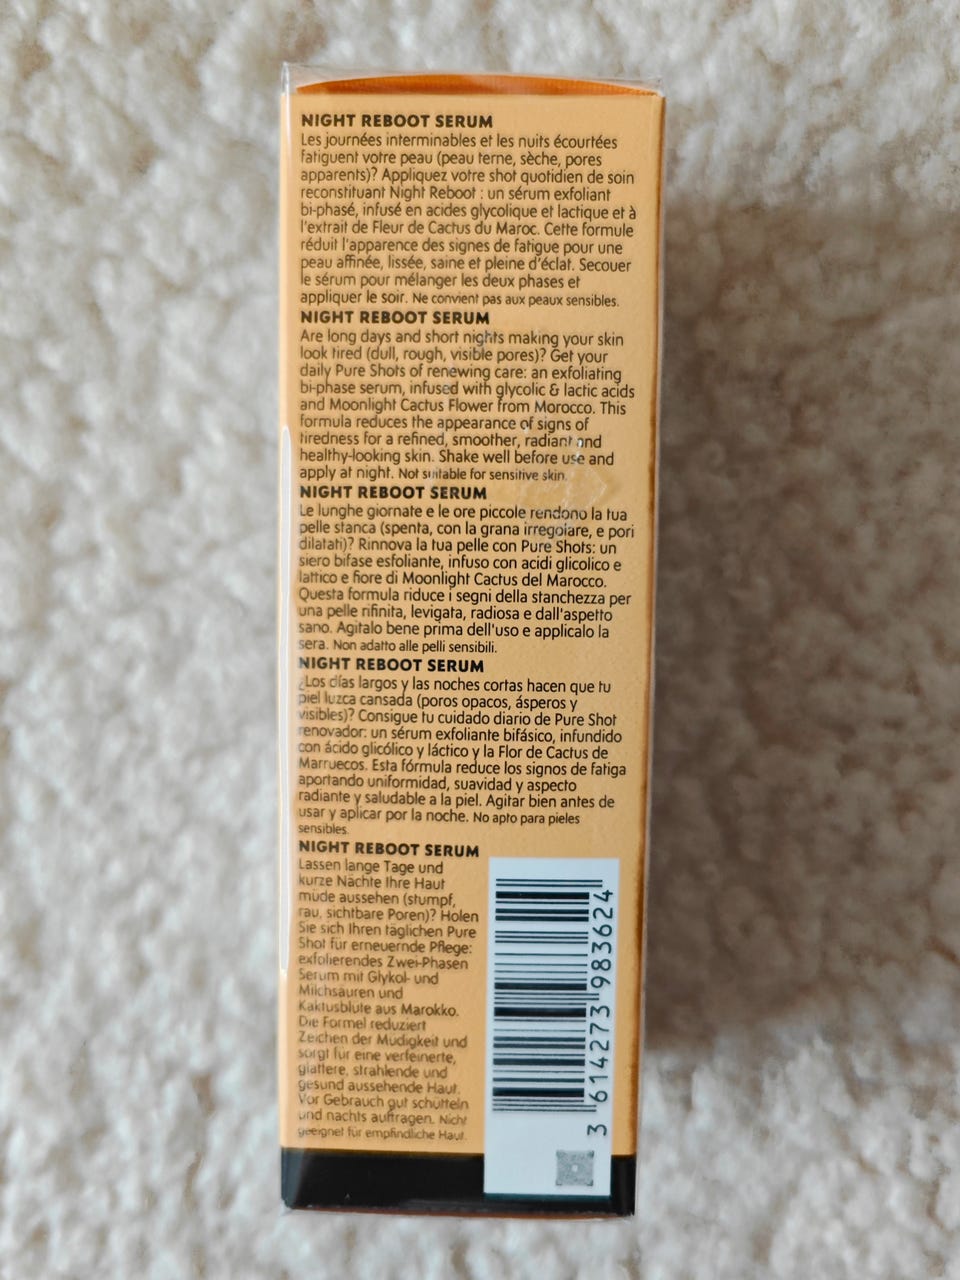 NIGHT REBOOT SERUM
Les journées interminables et les nuits écourtées
fatiguent votre peau (peau terne, sèche, pores
apparents)? Appliquez votre shot quotidien de soin
reconstituant Night Reboot : un sérum exfoliant
bi-phasé, infusé en acides glycolique et lactique et à
l'extrait de Fleur de Cactus du Maroc. Cette formule
réduit l'apparence des signes de fatigue pour une
peau affinée, lissée, saine et pleine d'éclat. Secouer
le sérum pour mélanger les deux phases et
appliquer le soir. Ne convient pas aux peaux sensibles.
NIGHT REBOOT SERUM
Are long days and short nights making your skin
look tired (dull, rough, visible pores)? Get your
daily Pure Shots of renewing care: an exfoliating
bi-phase serum, infused with glycolic & lactic acids
and Moonlight Cactus Flower from Morocco. This
formula reduces the appearance of signs of
tiredness for a refined, smoother, radiant and
healthy-looking skin. Shake well before use and
apply at night. Not suitable for sensitive skin.
NIGHT REBOOT SERUM
Le lunghe giornate e le ore piccole rendono la tua
pelle stanca (spenta, con la grana irregolare, e pori
dilatati)? Rinnova la tua pelle con Pure Shots: un
siero bifase esfoliante, infuso con acidi glicolico e
lattico e fiore di Moonlight Cactus del Marocco.
Questa formula riduce i segni della stanchezza per
una pelle rifinita, levigata, radiosa e dall'aspetto
sano. Agitalo bene prima dell'uso e applicalo la
sera. Non adatto alle pelli sensibili.
NIGHT REBOOT SERUM
¿Los días largos y las noches cortas hacen que tu
piel luzca cansada (poros opacos, ásperos y
visibles)? Consigue tu cuidado diario de Pure Shot
renovador: un sérum exfoliante bifásico, infundido
con ácido glicólico y láctico y la Flor de Cactus de
Marruecos. Esta fórmula reduce los signos de fatiga
aportando uniformidad, suavidad y aspecto
radiante y saludable a la piel. Agitar bien antes de
usar y aplicar por la noche. No apto para pieles
sensibles.
NIGHT REBOOT SERUM
Lassen lange Tage und
kurze Nächte Ihre Haut
müde aussehen (stumpf,
rau, sichtbare Poren)? Holen
Sie sich Ihren täglichen Pure
Shot für erneuernde Pflege:
exfolierendes Zwei-Phasen
Serum mit Glykol- und
Milchsäuren und
Kaktusblüte aus Marokko.
Die Formel reduziert
Zeichen der Müdigkeit und
sorgt für eine verfeinerte,
glattere, strahlende und
gesund aussehende Haut.
Vor Gebrauch gut schütteln
und nachts auftragen. Nicht
geeignet für empfindliche Haut.
3 614273 983624